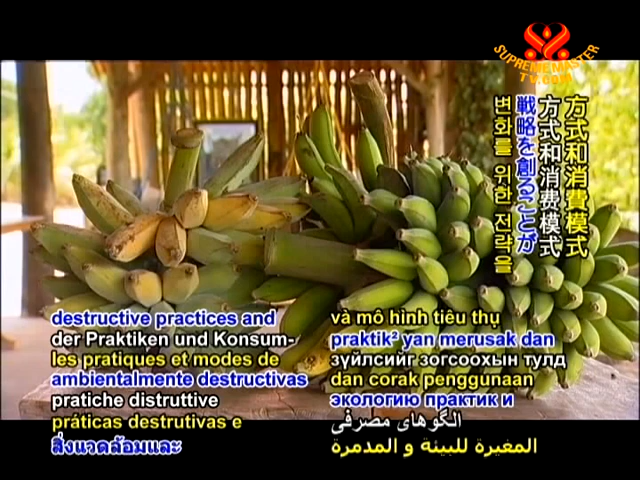 SUPREMEMASTER
TV.COM
方式和消費模式
方式和消费模式
戦略を創ることが
변화를 위한 전략을
destructive practices and
der Praktiken und Konsum-
les pratiques et modes de
ambientalmente destructivas
pratiche distruttive
práticas destrutivas e
สิ่งแวดล้อมและ
và mô hình tiêu thụ
praktik² yan merusak dan
зүйлсийг зогсоохын тулд
dan corak penggunaan
экологию практик и
الگوهای مصرفی
المغيرة للبيئة و المدمرة